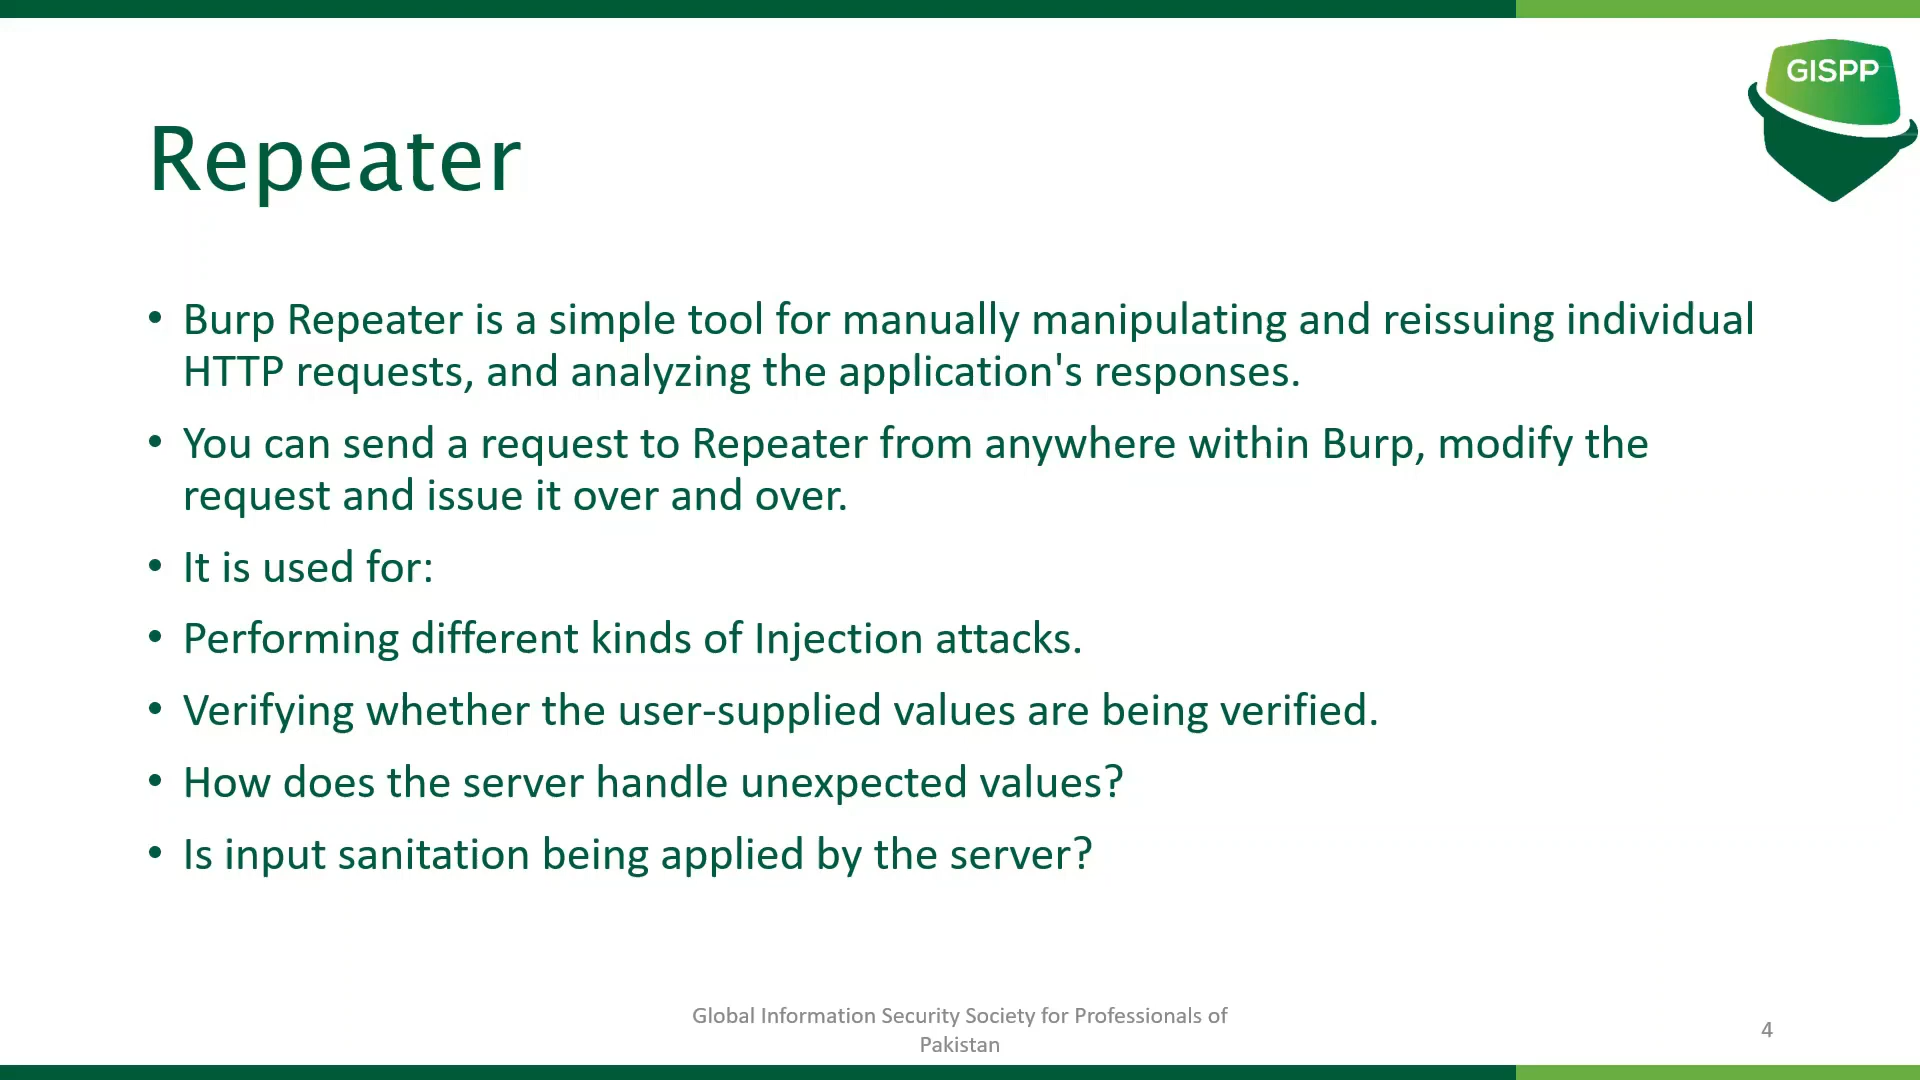 GISPP
Repeater
• Burp Repeater is a simple tool for manually manipulating and reissuing individual
HTTP requests, and analyzing the application's responses.
• You can send a request to Repeater from anywhere within Burp, modify the
request and issue it over and over.
• It is used for:
• Performing different kinds of Injection attacks.
• Verifying whether the user-supplied values are being verified.
• How does the server handle unexpected values?
• Is input sanitation being applied by the server?
Global Information Security Society for Professionals of
Pakistan
4